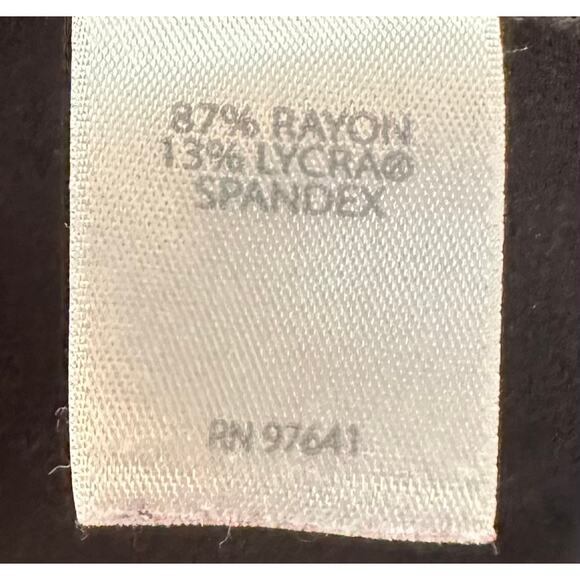 87% RAYON
13% LYCRA®
SPANDEX
RN 97641